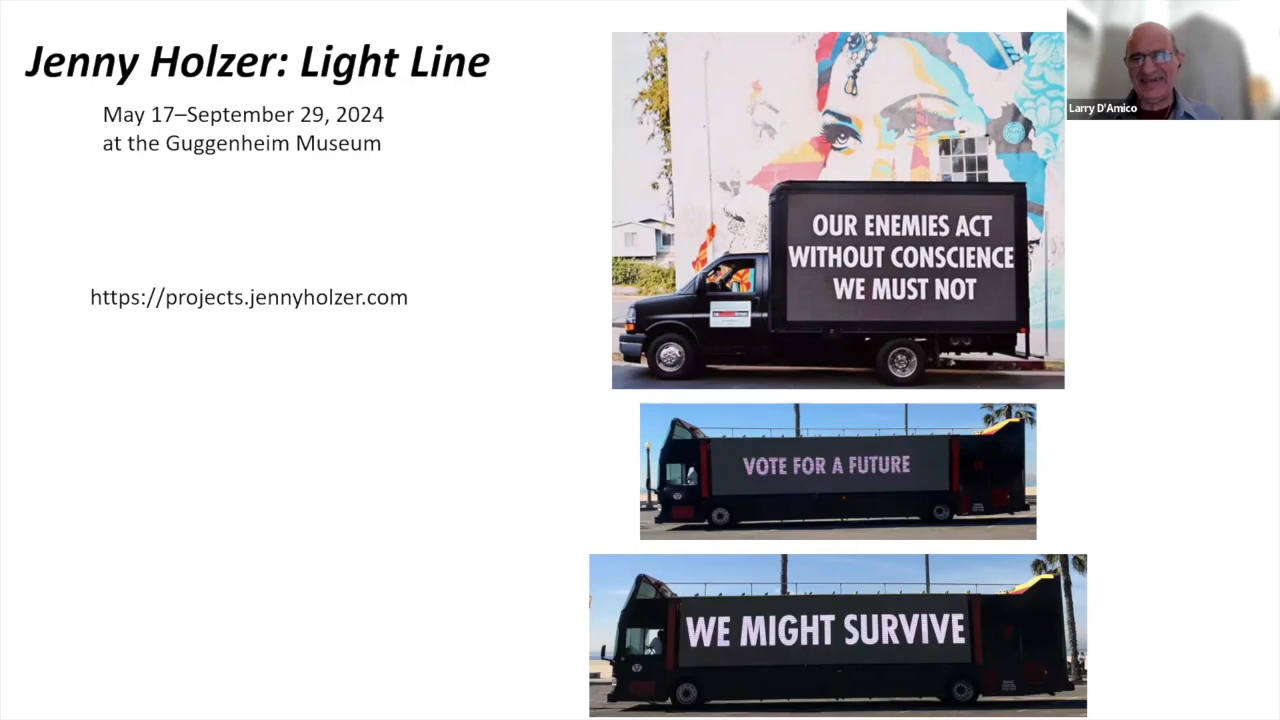 Jenny Holzer: Light Line
May 17–September 29, 2024
at the Guggenheim Museum
https://projects.jennyholzer.com
Larry D'Amico
OUR ENEMIES ACT
WITHOUT CONSCIENCE
WE MUST NOT
VOTE FOR A FUTURE
WE MIGHT SURVIVE